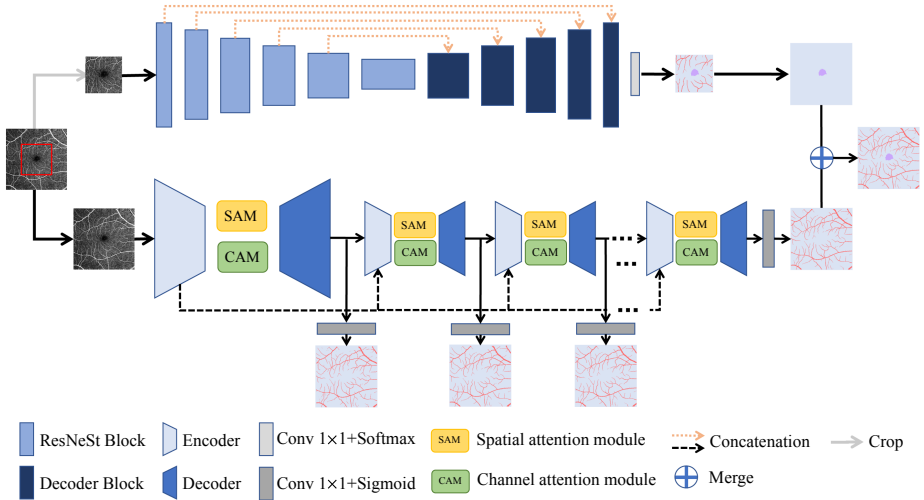 SAM
CAM
SAM
CAM
SAM
CAM
SAM
CAM
ResNeSt Block
Encoder
Conv 1×1+Softmax
SAM
Spatial attention module
Concatenation
Crop
Decoder Block
Decoder
Conv 1×1+Sigmoid
CAM
Channel attention module
Merge